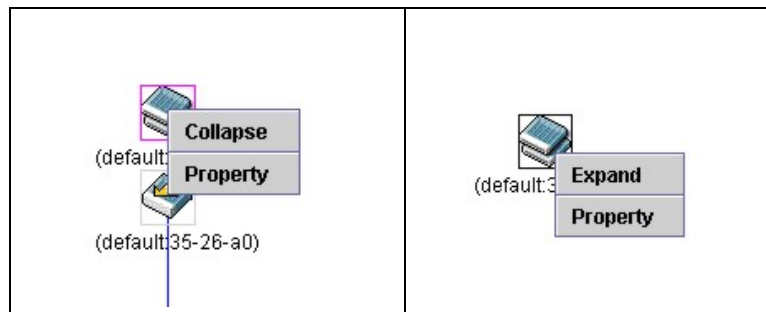 Collapse
(default:
Property
(default:35-26-a0)
Expand
(default:3
Property